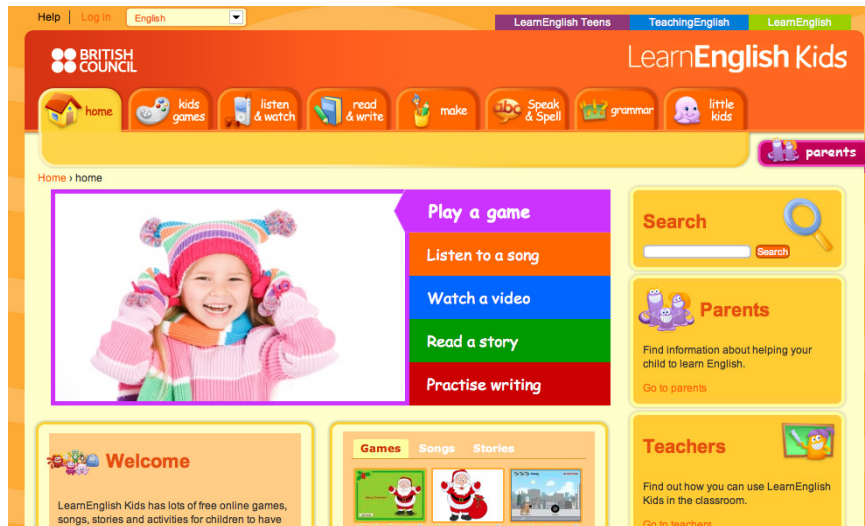 Help
Log in
English
LearnEnglish Teens
TeachingEnglish
LearnEnglish
BRITISH
COUNCIL
LearnEnglish Kids
home
kids
games
listen
& watch
read
& write
make
abc
Speak
& Spell
grammar
little
kids
parents
Home › home
Play a game
Listen to a song
Watch a video
Read a story
Practise writing
Search
Search
Parents
Find information about helping your
child to learn English.
Go to parents
Welcome
LearnEnglish Kids has lots of free online games,
songs, stories and activities for children to have
Games
Songs
Stories
Teachers
Find out how you can use LearnEnglish
Kids in the classroom.
Go to teachers